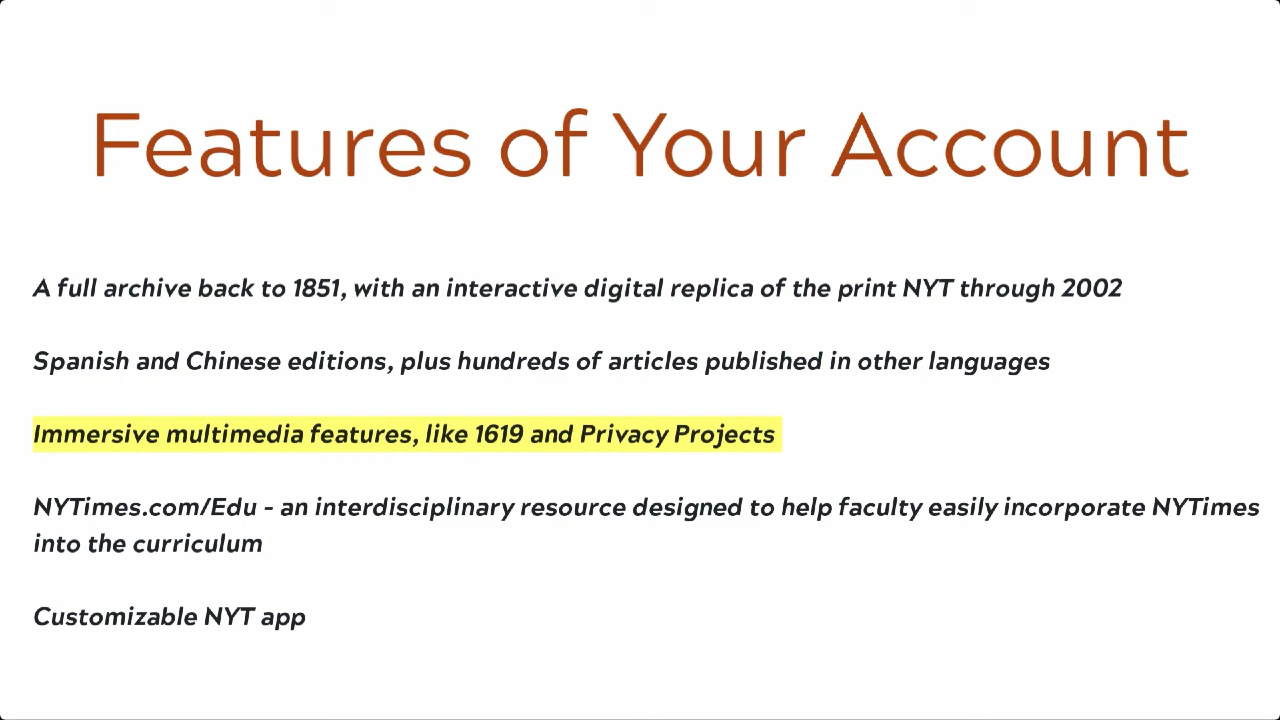 Features of Your Account
A full archive back to 1851, with an interactive digital replica of the print NYT through 2002
Spanish and Chinese editions, plus hundreds of articles published in other languages
Immersive multimedia features, like 1619 and Privacy Projects
NYTimes.com/Edu - an interdisciplinary resource designed to help faculty easily incorporate NYTimes
into the curriculum
Customizable NYT app